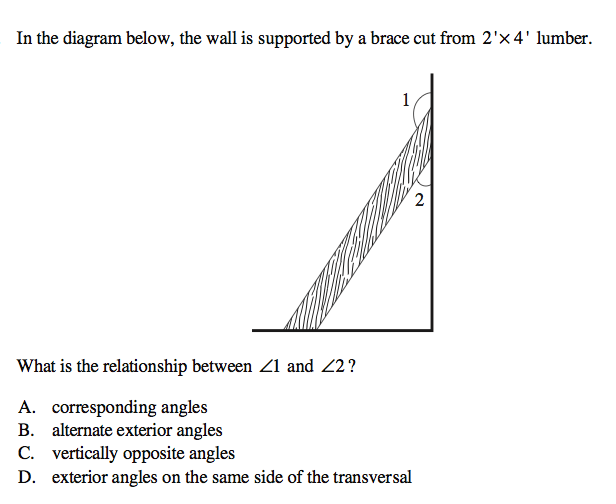 In the diagram below, the wall is supported by a brace cut from 2'×4' lumber.
1
2
What is the relationship between ∠1 and ∠2?
A. corresponding angles
B. alternate exterior angles
C. vertically opposite angles
D. exterior angles on the same side of the transversal